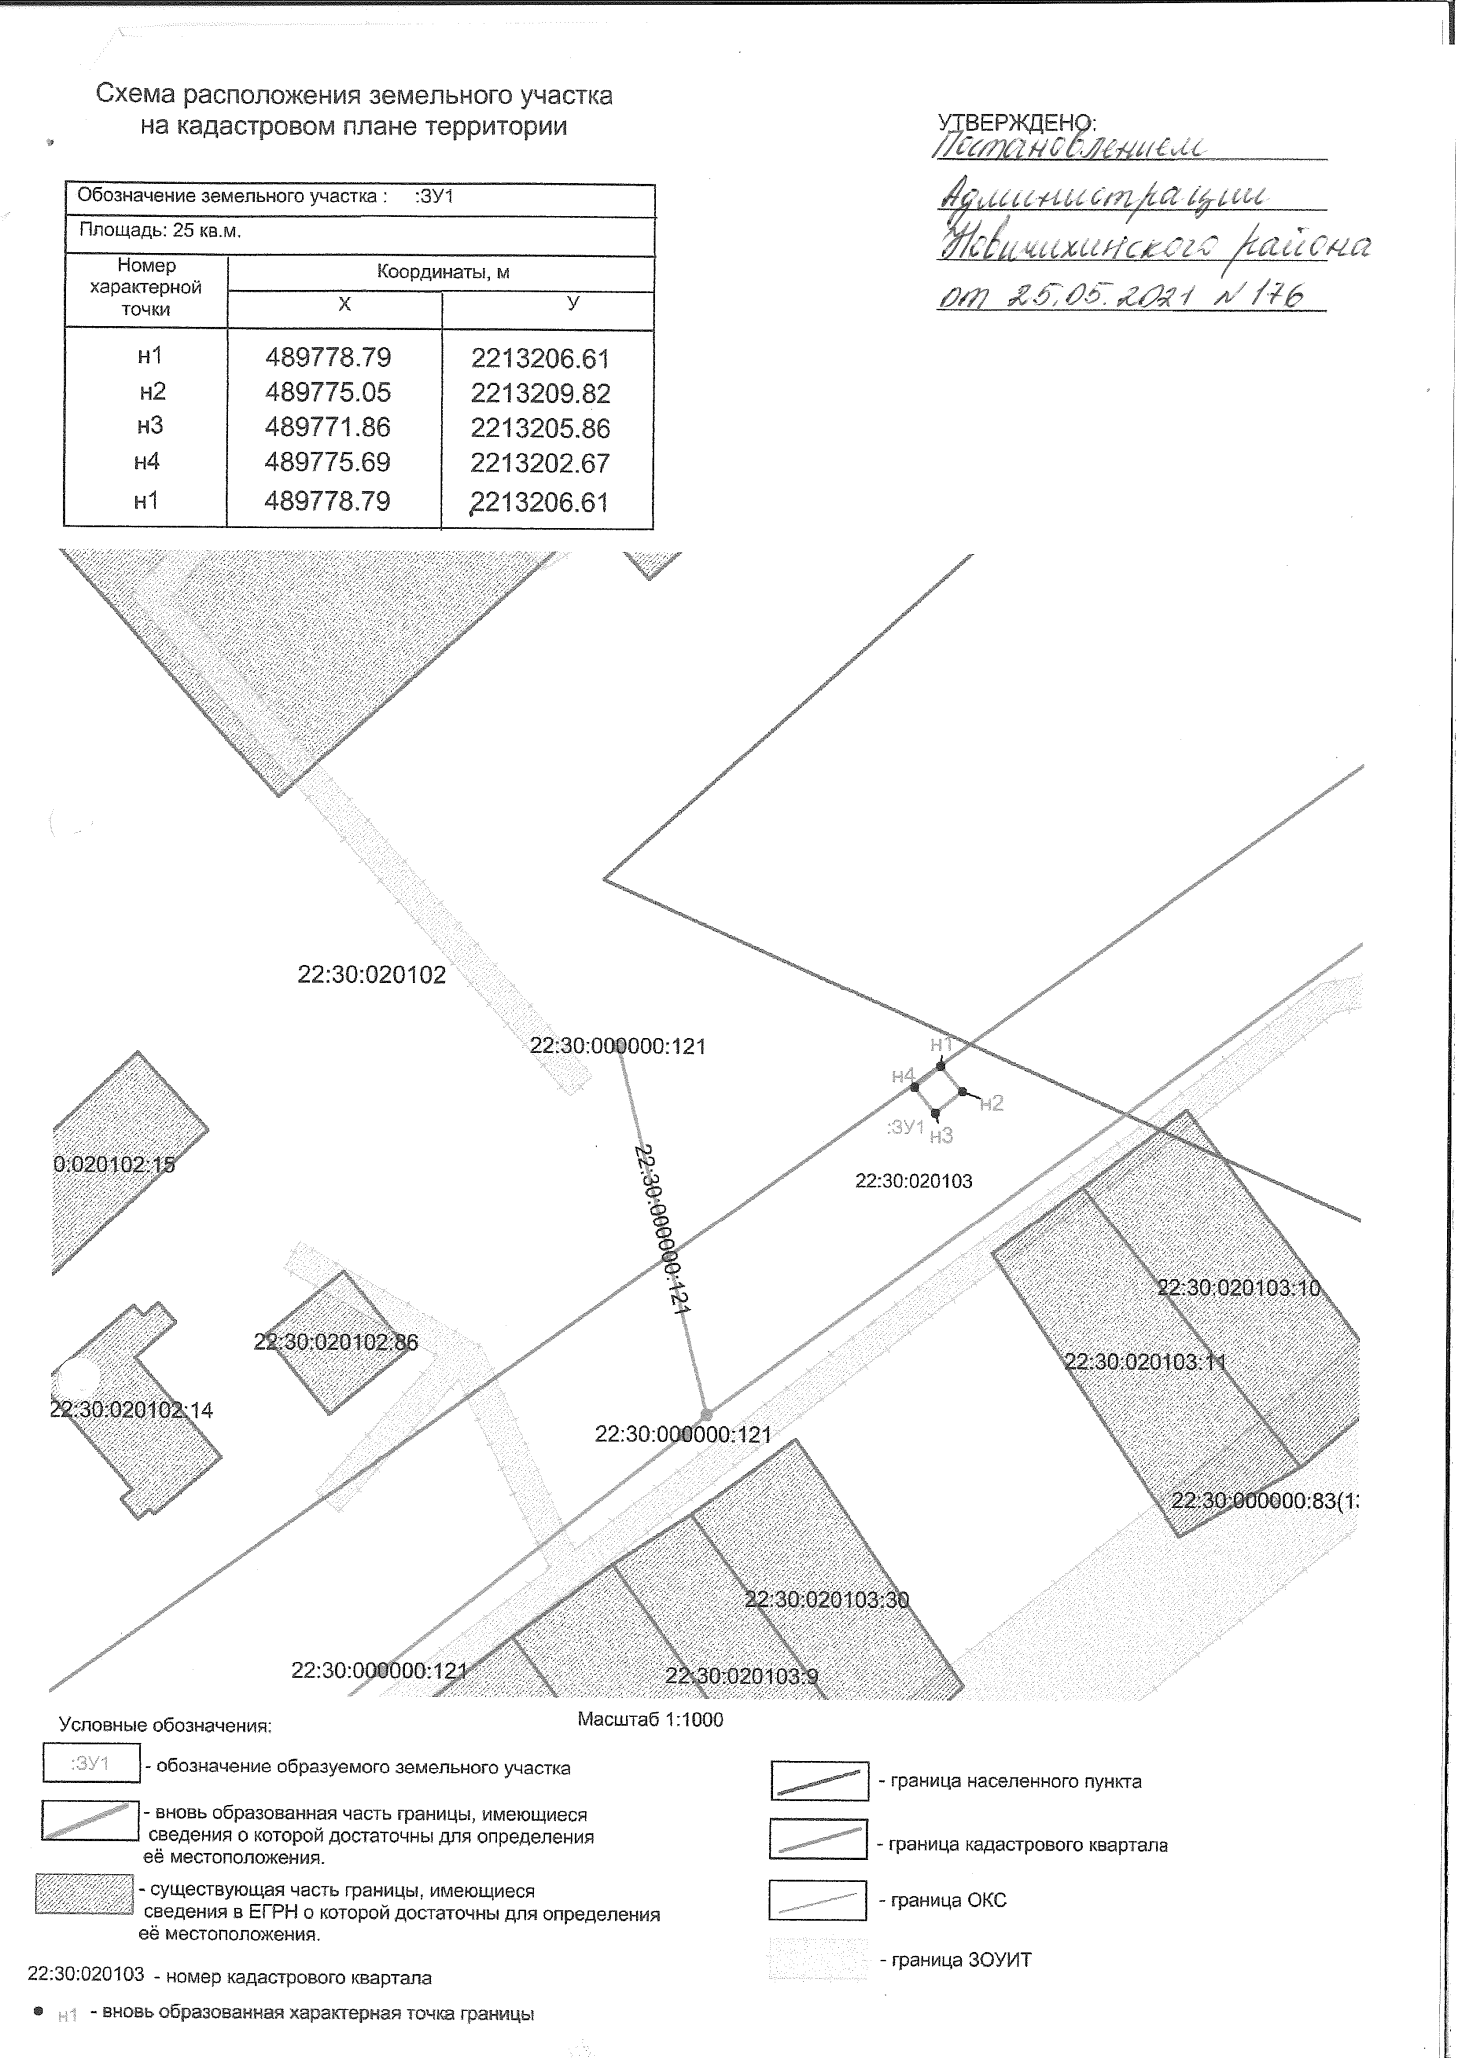 Схема расположения земельного участка
на кадастровом плане территории
УТВЕРЖДЕНО:
Постановлением
Администрации
Новичихинского района
от 25.05.2021 N 176
Обозначение земельного участка : :ЗУ1
Площадь: 25 кв.м.
Номер
характерной
точки
Координаты, м
Х У
н1 489778.79 2213206.61
н2 489775.05 2213209.82
н3 489771.86 2213205.86
н4 489775.69 2213202.67
н1 489778.79 2213206.61
22:30:020102
22:30:000000:121
н1
н4
н2
:ЗУ1
н3
22:30:000000:121
0:020102:15
22:30:020103
22:30:020103:10
22:30:020102:86
22:30:020103:11
22:30:020102:14
22:30:000000:121
22:30:000000:83(1
22:30:020103:30
22:30:000000:121
22:30:020103:9
Масштаб 1:1000
Условные обозначения:
:ЗУ1 - обозначение образуемого земельного участка
- вновь образованная часть границы, имеющиеся
сведения о которой достаточны для определения
её местоположения.
- существующая часть границы, имеющиеся
сведения в ЕГРН о которой достаточны для определения
её местоположения.
22:30:020103 - номер кадастрового квартала
н1 - вновь образованная характерная точка границы
- граница населенного пункта
- граница кадастрового квартала
- граница ОКС
- граница ЗОУИТ